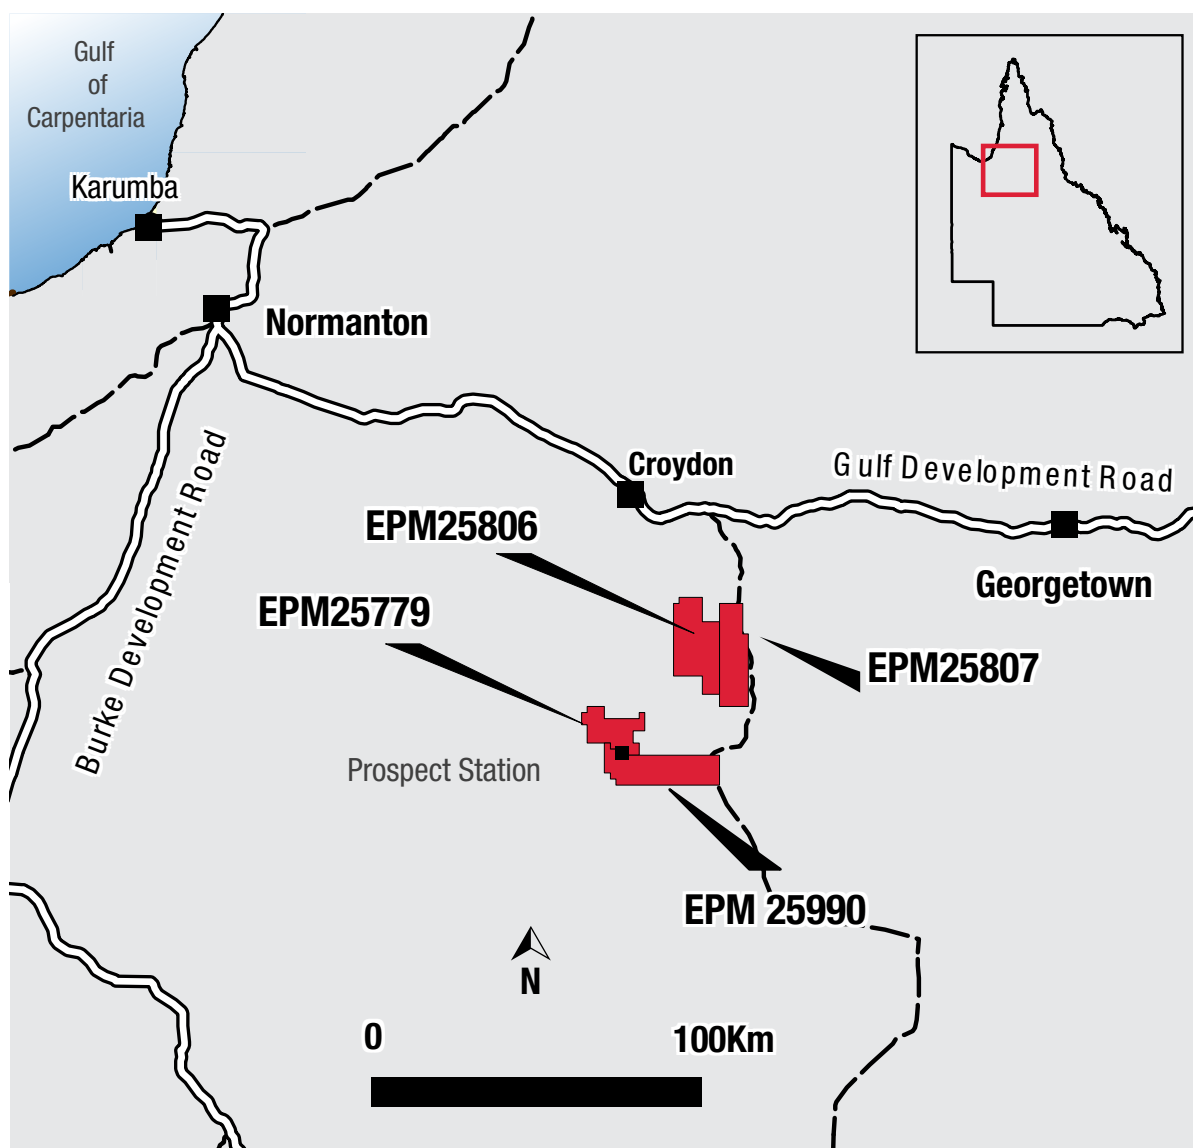 Gulf
of
Carpentaria
Karumba
Normanton
Burke Development Road
Croydon
Gulf Development Road
Georgetown
EPM25806
EPM25779
EPM25807
Prospect Station
EPM 25990
N
0
100Km